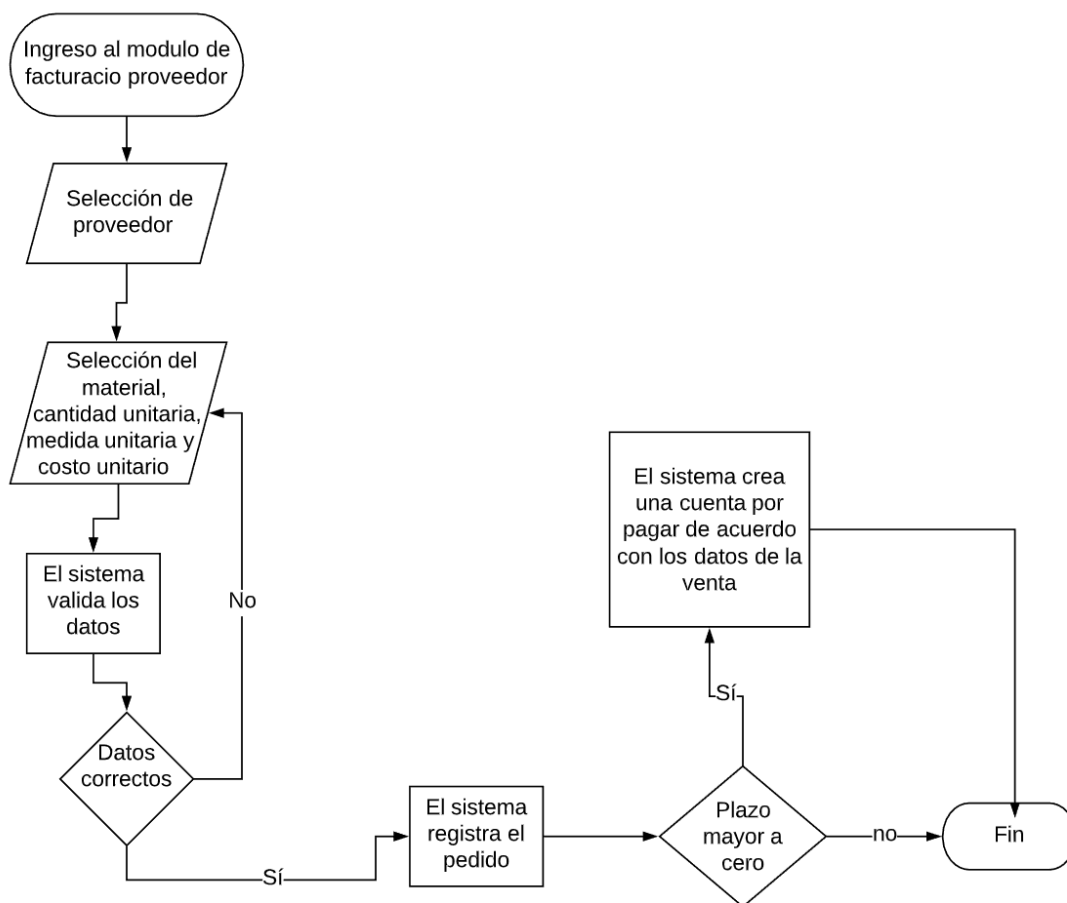 Ingreso al modulo de
facturacio proveedor
Selección de
proveedor
Selección del
material,
cantidad unitaria,
medida unitaria y
costo unitario
El sistema
valida los
datos
No
Datos
correctos
Sí
El sistema
registra el
pedido
Plazo
mayor a
cero
Sí
El sistema crea
una cuenta por
pagar de acuerdo
con los datos de la
venta
no
Fin